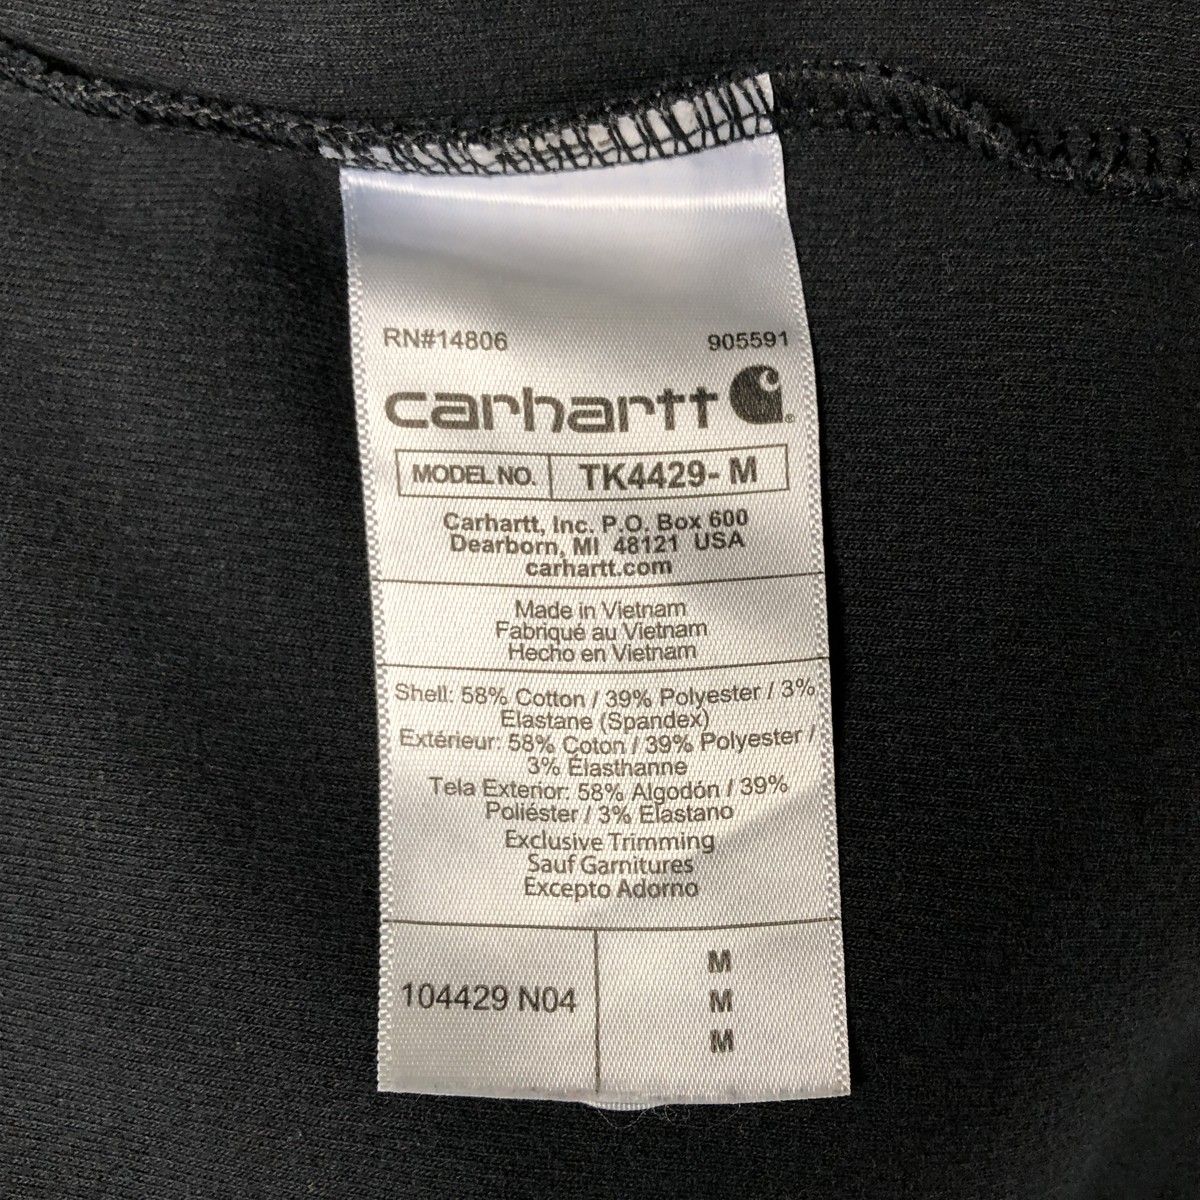 RN#14806 905591
carhartt
MODEL NO. TK4429- M
Carhartt, Inc. P.O. Box 600
Dearborn, MI 48121 USA
carhartt.com
Made in Vietnam
Fabriqué au Vietnam
Hecho en Vietnam
Shell: 58% Cotton / 39% Polyester / 3%
Elastane (Spandex)
Extérieur: 58% Coton / 39% Polyester /
3% Élasthanne
Tela Exterior: 58% Algodón / 39%
Poliéster / 3% Elastano
Exclusive Trimming
Sauf Garnitures
Excepto Adorno
104429 N04
M
M
M